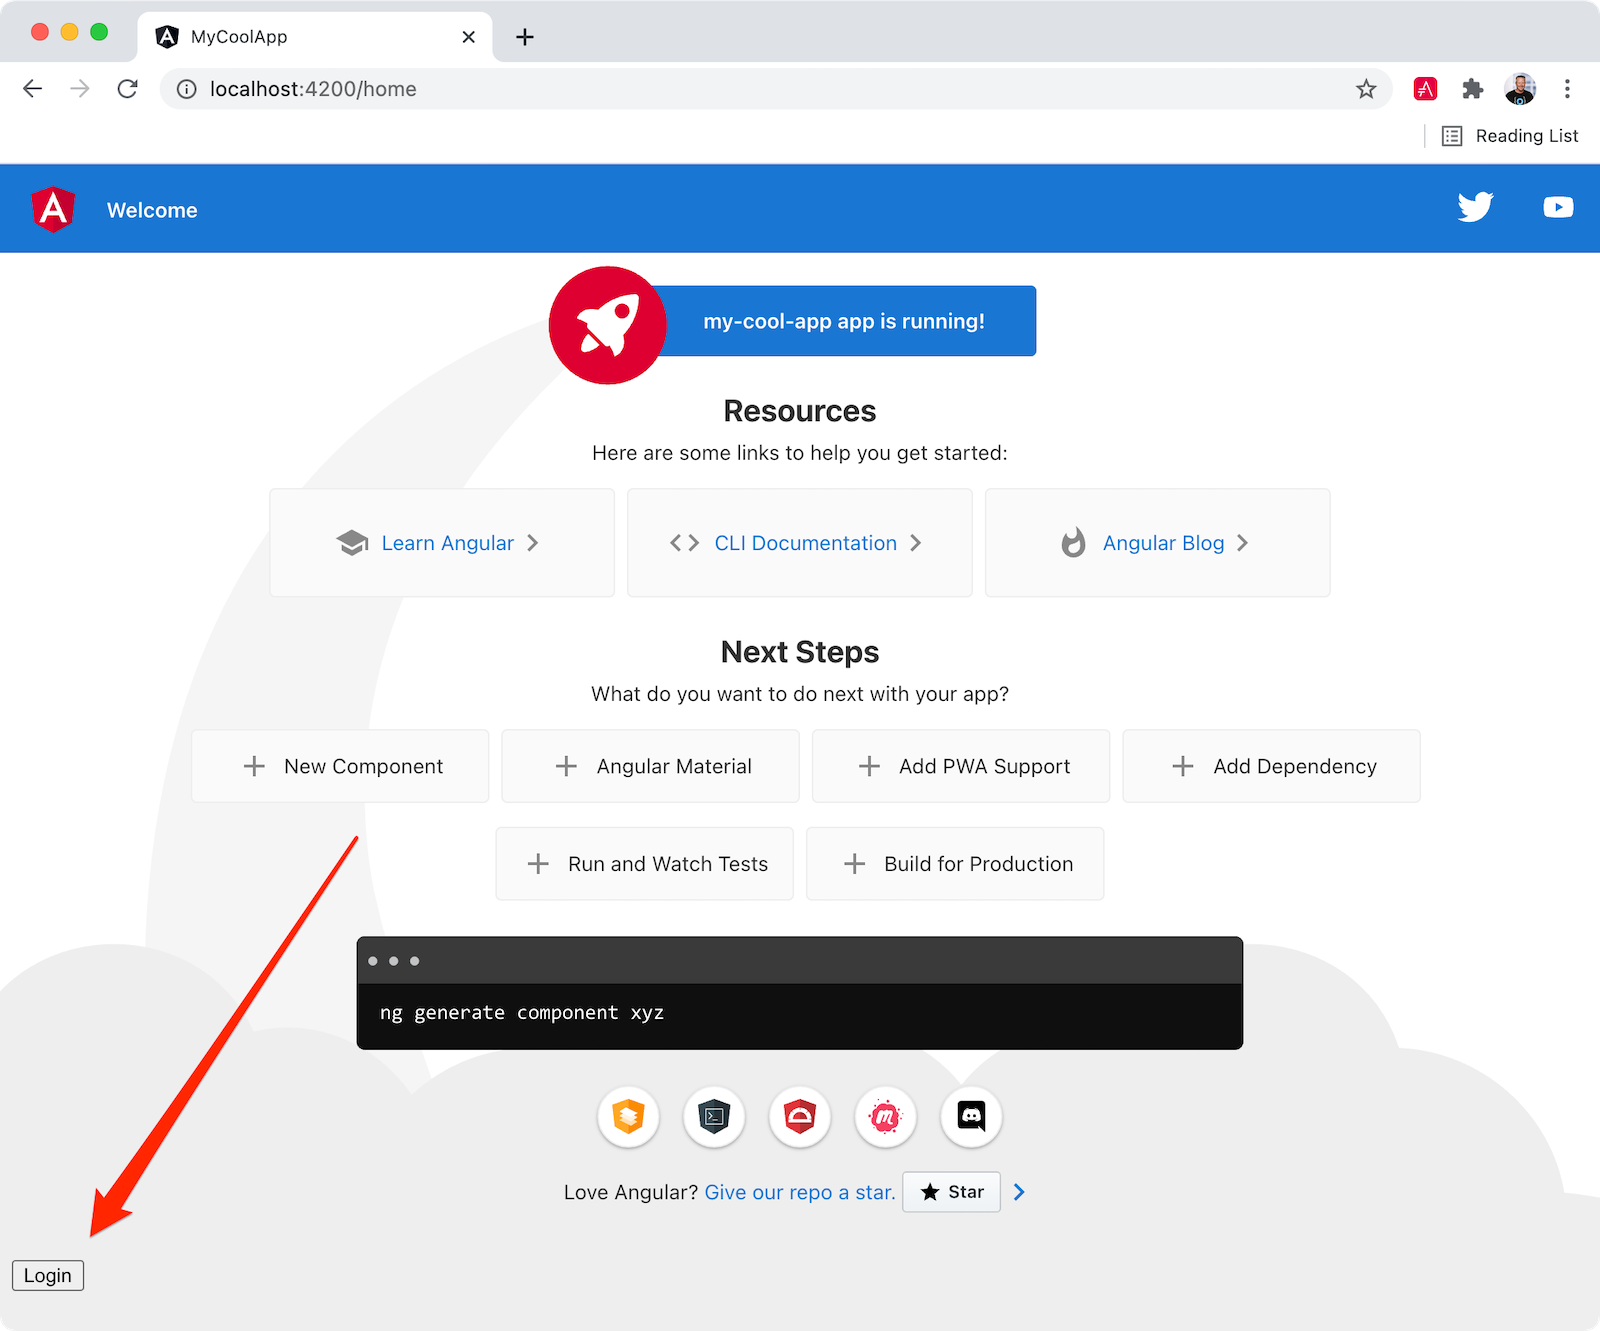 MyCoolApp
localhost:4200/home
Reading List
Welcome
my-cool-app app is running!
Resources
Here are some links to help you get started:
Learn Angular
CLI Documentation
Angular Blog
Next Steps
What do you want to do next with your app?
New Component
Angular Material
Add PWA Support
Add Dependency
Run and Watch Tests
Build for Production
ng generate component xyz
Love Angular? Give our repo a star. Star
Login